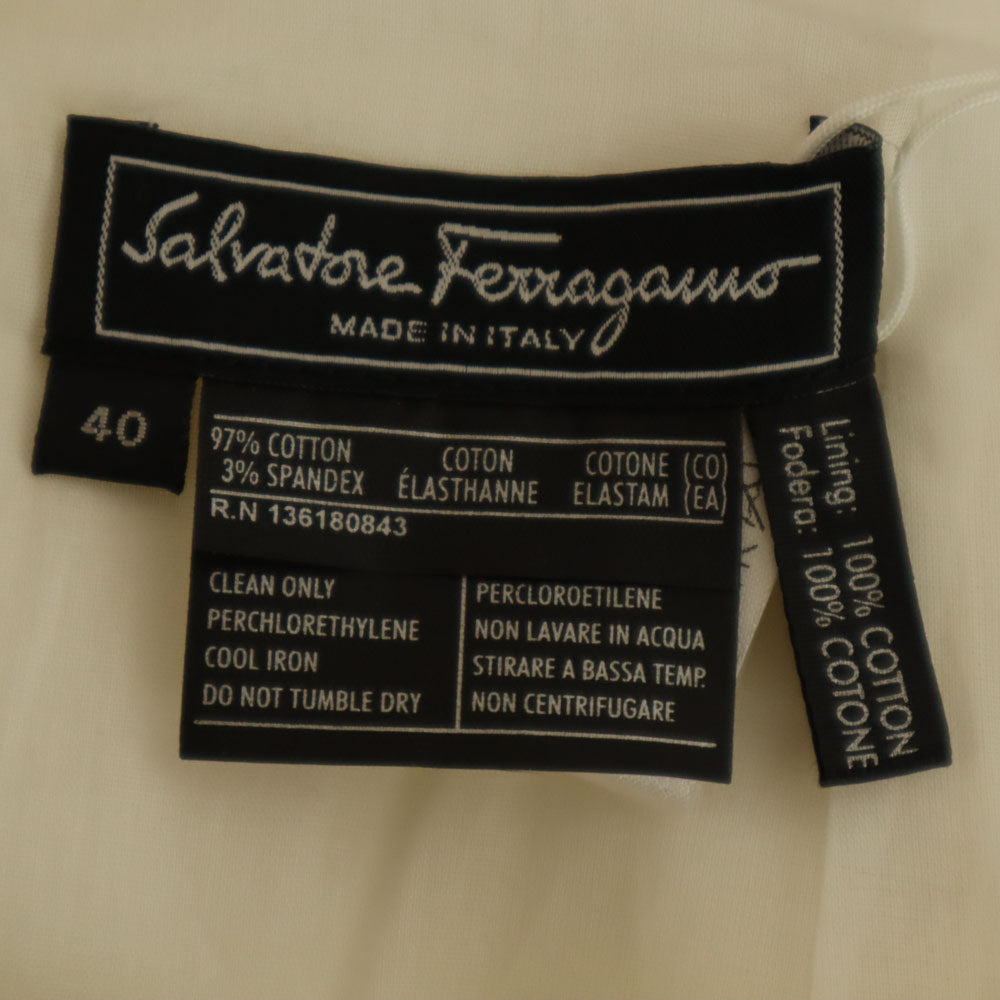 Salvatore Ferragamo
MADE IN ITALY
40
97% COTTON COTON COTONE (CO)
3% SPANDEX ÉLASTHANNE ELASTAM (EA)
R.N 136180843
CLEAN ONLY
PERCHLORETHYLENE
COOL IRON
DO NOT TUMBLE DRY
PERCLOROETILENE
NON LAVARE IN ACQUA
STIRARE A BASSA TEMP.
NON CENTRIFUGARE
Lining: 100% COTTON
Fodera: 100% COTONE